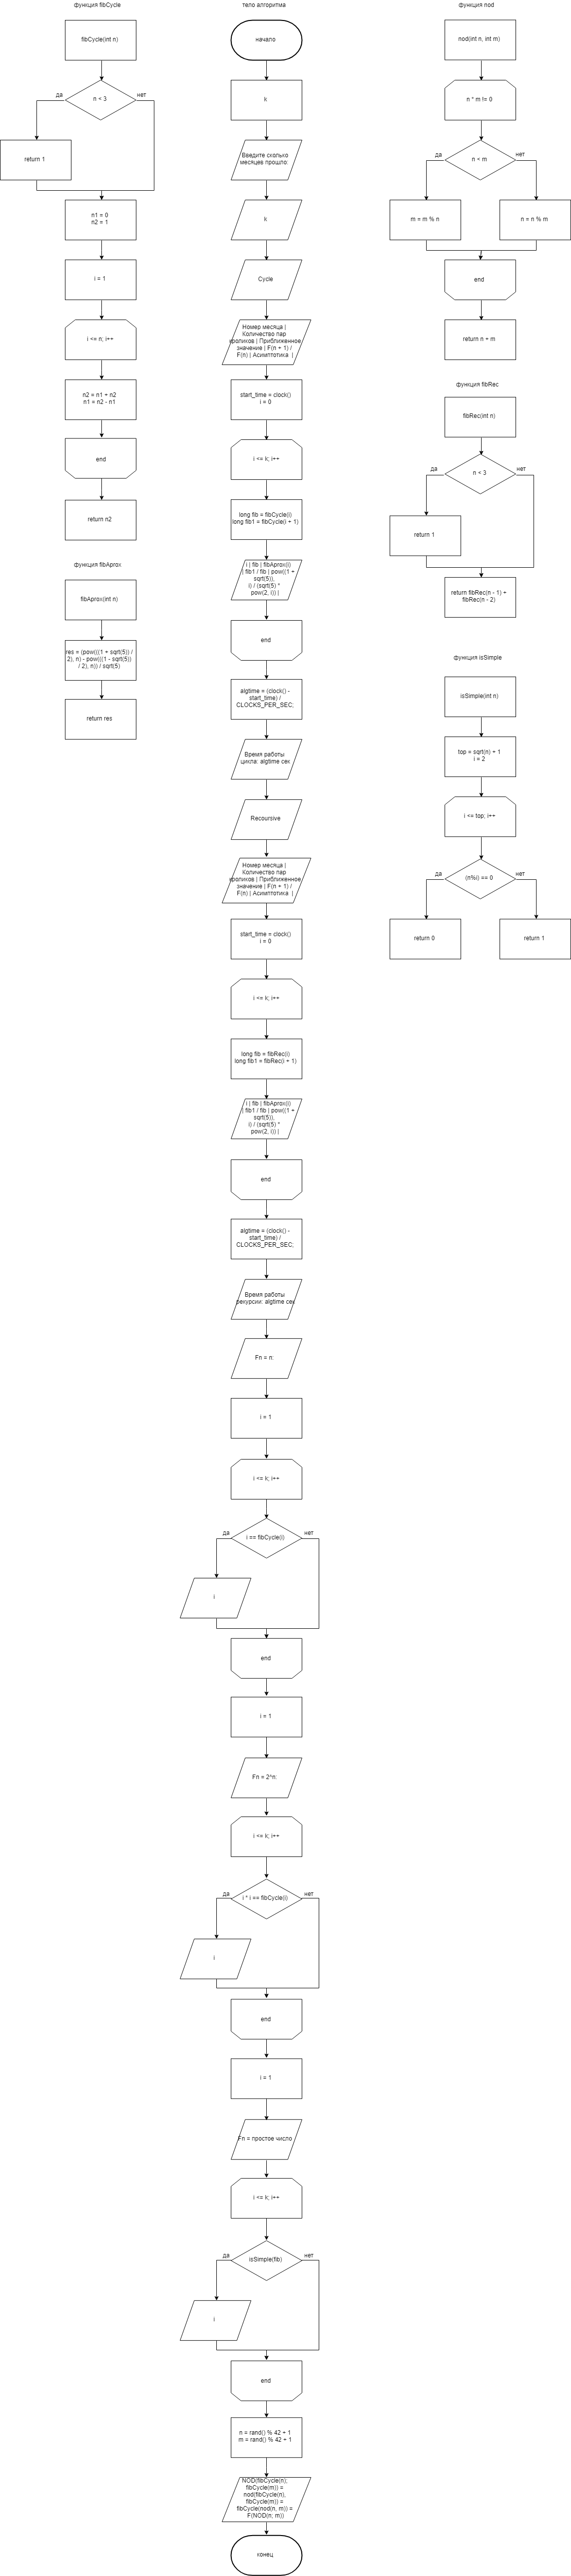 функция fibCycle
fibCycle(int n)
n < 3
да
нет
return 1
n1 = 0
n2 = 1
i = 1
i <= n; i++
n2 = n1 + n2
n1 = n2 - n1
end
return n2
функция fibAprox
fibAprox(int n)
res = (pow(((1 + sqrt(5)) /
2), n) - pow(((1 - sqrt(5))
/ 2), n)) / sqrt(5)
return res
тело алгоритма
начало
k
Введите сколько
месяцев прошло:
k
Cycle
Номер месяца |
Количество пар
кроликов | Приближенное
значение | F(n + 1) /
F(n) | Асимптотика |
start_time = clock()
i = 0
i <= k; i++
long fib = fibCycle(i)
long fib1 = fibCycle(i + 1)
i | fib | fibAprox(i)
| fib1 / fib | pow((1 +
sqrt(5)),
i) / (sqrt(5) *
pow(2, i)) |
end
algtime = (clock() -
start_time) /
CLOCKS_PER_SEC;
Время работы
цикла: algtime сек
Recoursive
Номер месяца |
Количество пар
кроликов | Приближенное
значение | F(n + 1) /
F(n) | Асимптотика |
start_time = clock()
i = 0
i <= k; i++
long fib = fibRec(i)
long fib1 = fibRec(i + 1)
i | fib | fibAprox(i)
| fib1 / fib | pow((1 +
sqrt(5)),
i) / (sqrt(5) *
pow(2, i)) |
end
algtime = (clock() -
start_time) /
CLOCKS_PER_SEC;
Время работы
рекурсии: algtime сек
Fn = n:
i = 1
i <= k; i++
i == fibCycle(i)
да
нет
i
end
i = 1
Fn = 2^n:
i <= k; i++
i * i == fibCycle(i)
да
нет
i
end
i = 1
Fn = простое число
i <= k; i++
isSimple(fib)
да
нет
i
end
n = rand() % 42 + 1
m = rand() % 42 + 1
NOD(fibCycle(n);
fibCycle(m)) =
nod(fibCycle(n),
fibCycle(m)) =
fibCycle(nod(n, m)) =
F(NOD(n; m))
конец
функция nod
nod(int n, int m)
n * m != 0
n < m
да
нет
m = m % n
n = n % m
end
return n + m
функция fibRec
fibRec(int n)
n < 3
да
нет
return 1
return fibRec(n - 1) +
fibRec(n - 2)
функция isSimple
isSimple(int n)
top = sqrt(n) + 1
i = 2
i <= top; i++
(n%i) == 0
да
нет
return 0
return 1